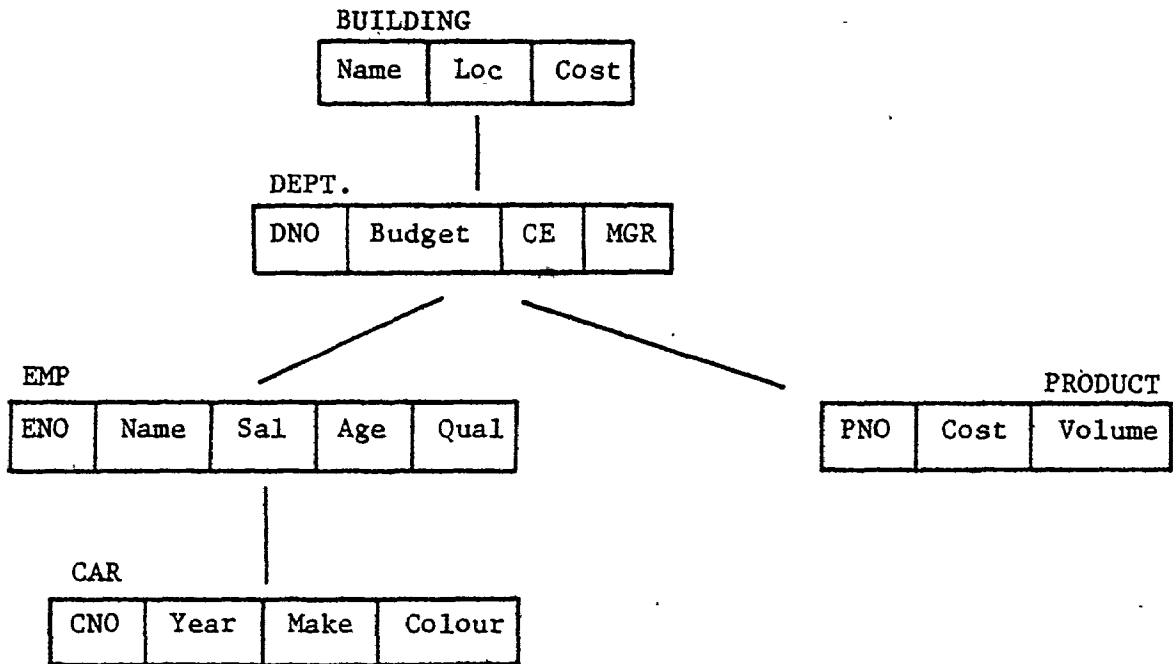 BUILDING
Name Loc Cost
DEPT.
DNO Budget CE MGR
EMP
ENO Name Sal Age Qual
PRODUCT
PNO Cost Volume
CAR
CNO Year Make Colour